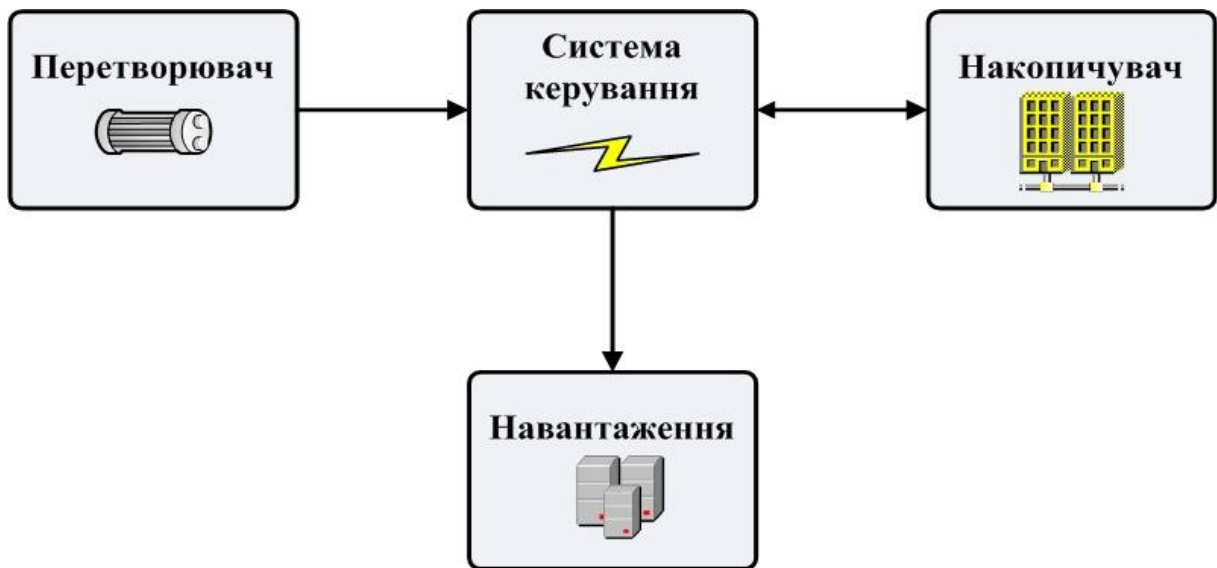 Перетворювач
Система
керування
Накопичувач
Навантаження